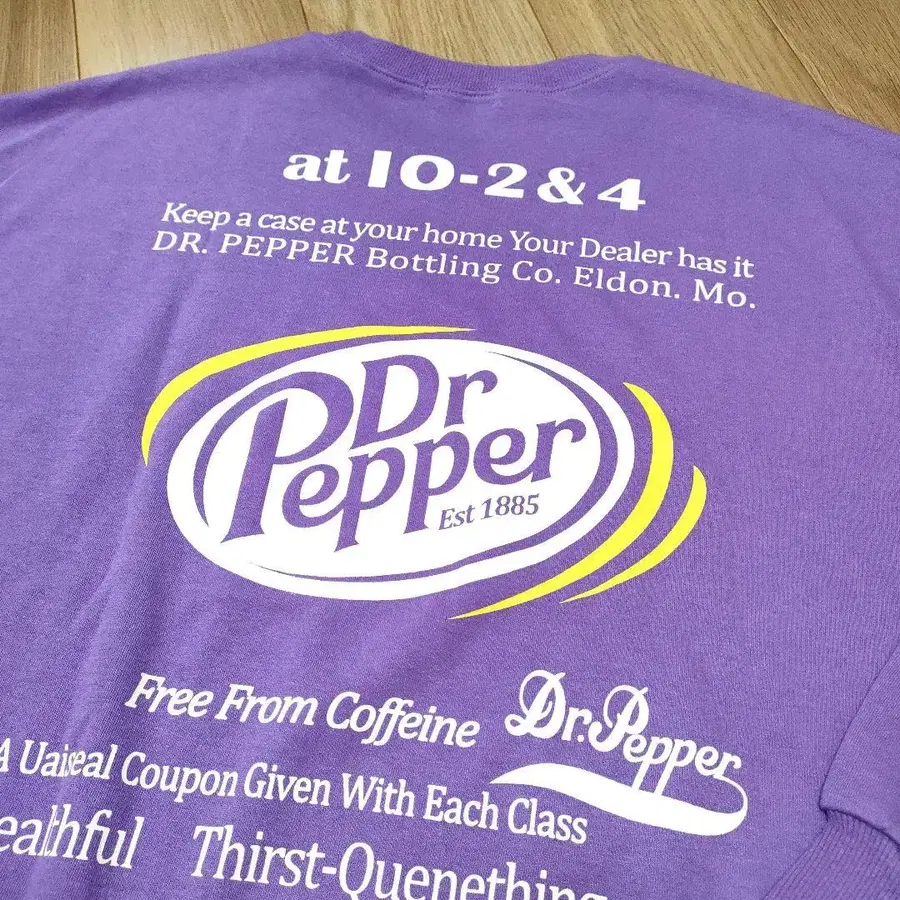 at 10-2 & 4
Keep a case at your home Your Dealer has it
DR. PEPPER Bottling Co. Eldon. Mo.
Dr
Pepper
Est 1885
Free From Coffeine
Dr. Pepper
A Uaiseal Coupon Given With Each Class
ealthful Thirst-Quenething